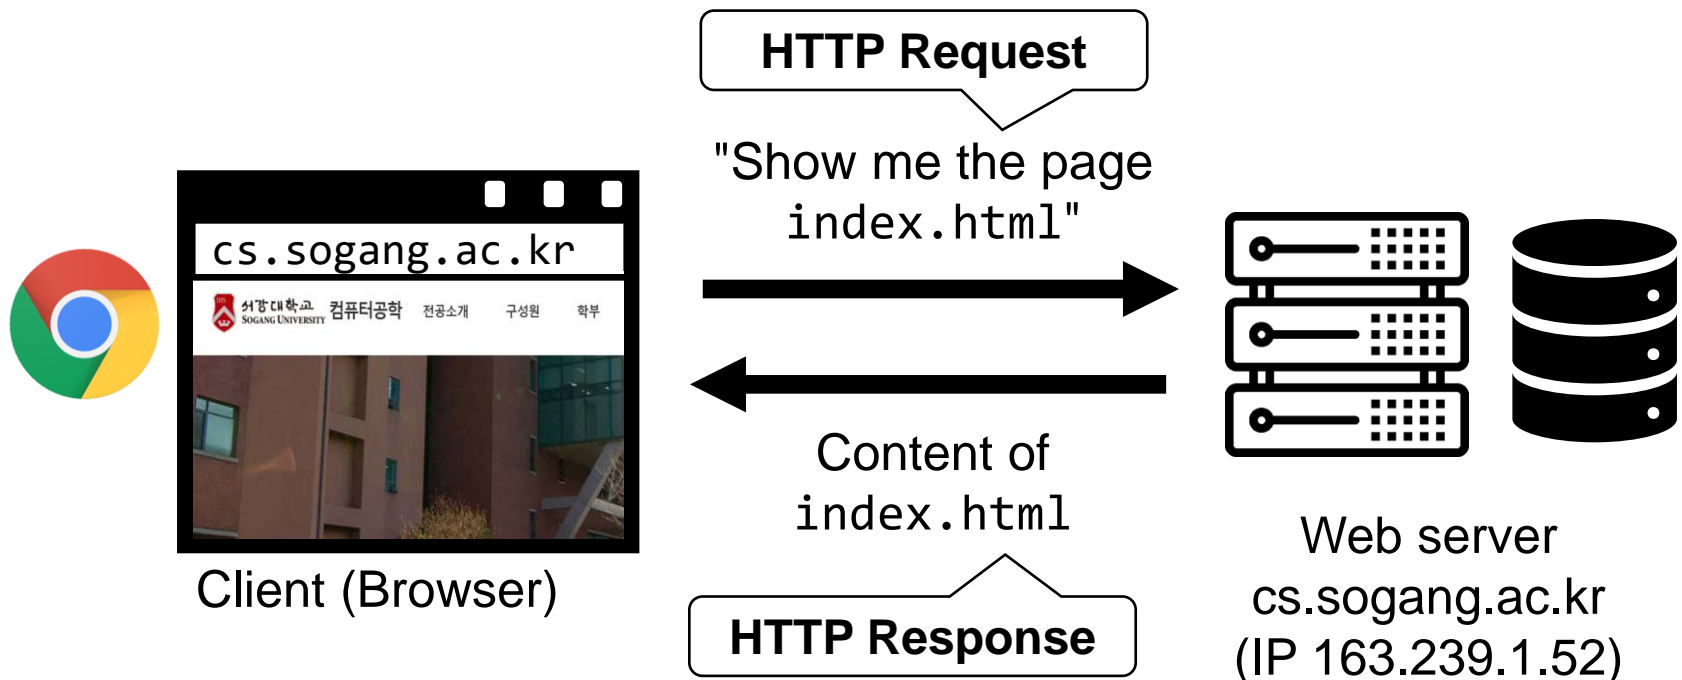 HTTP Request
"Show me the page
index.html"
cs.sogang.ac.kr
IHS
서강대학교
SOGANG UNIVERSITY
컴퓨터공학
전공소개
구성원
학부
Content of
index.html
HTTP Response
Client (Browser)
Web server
cs.sogang.ac.kr
(IP 163.239.1.52)